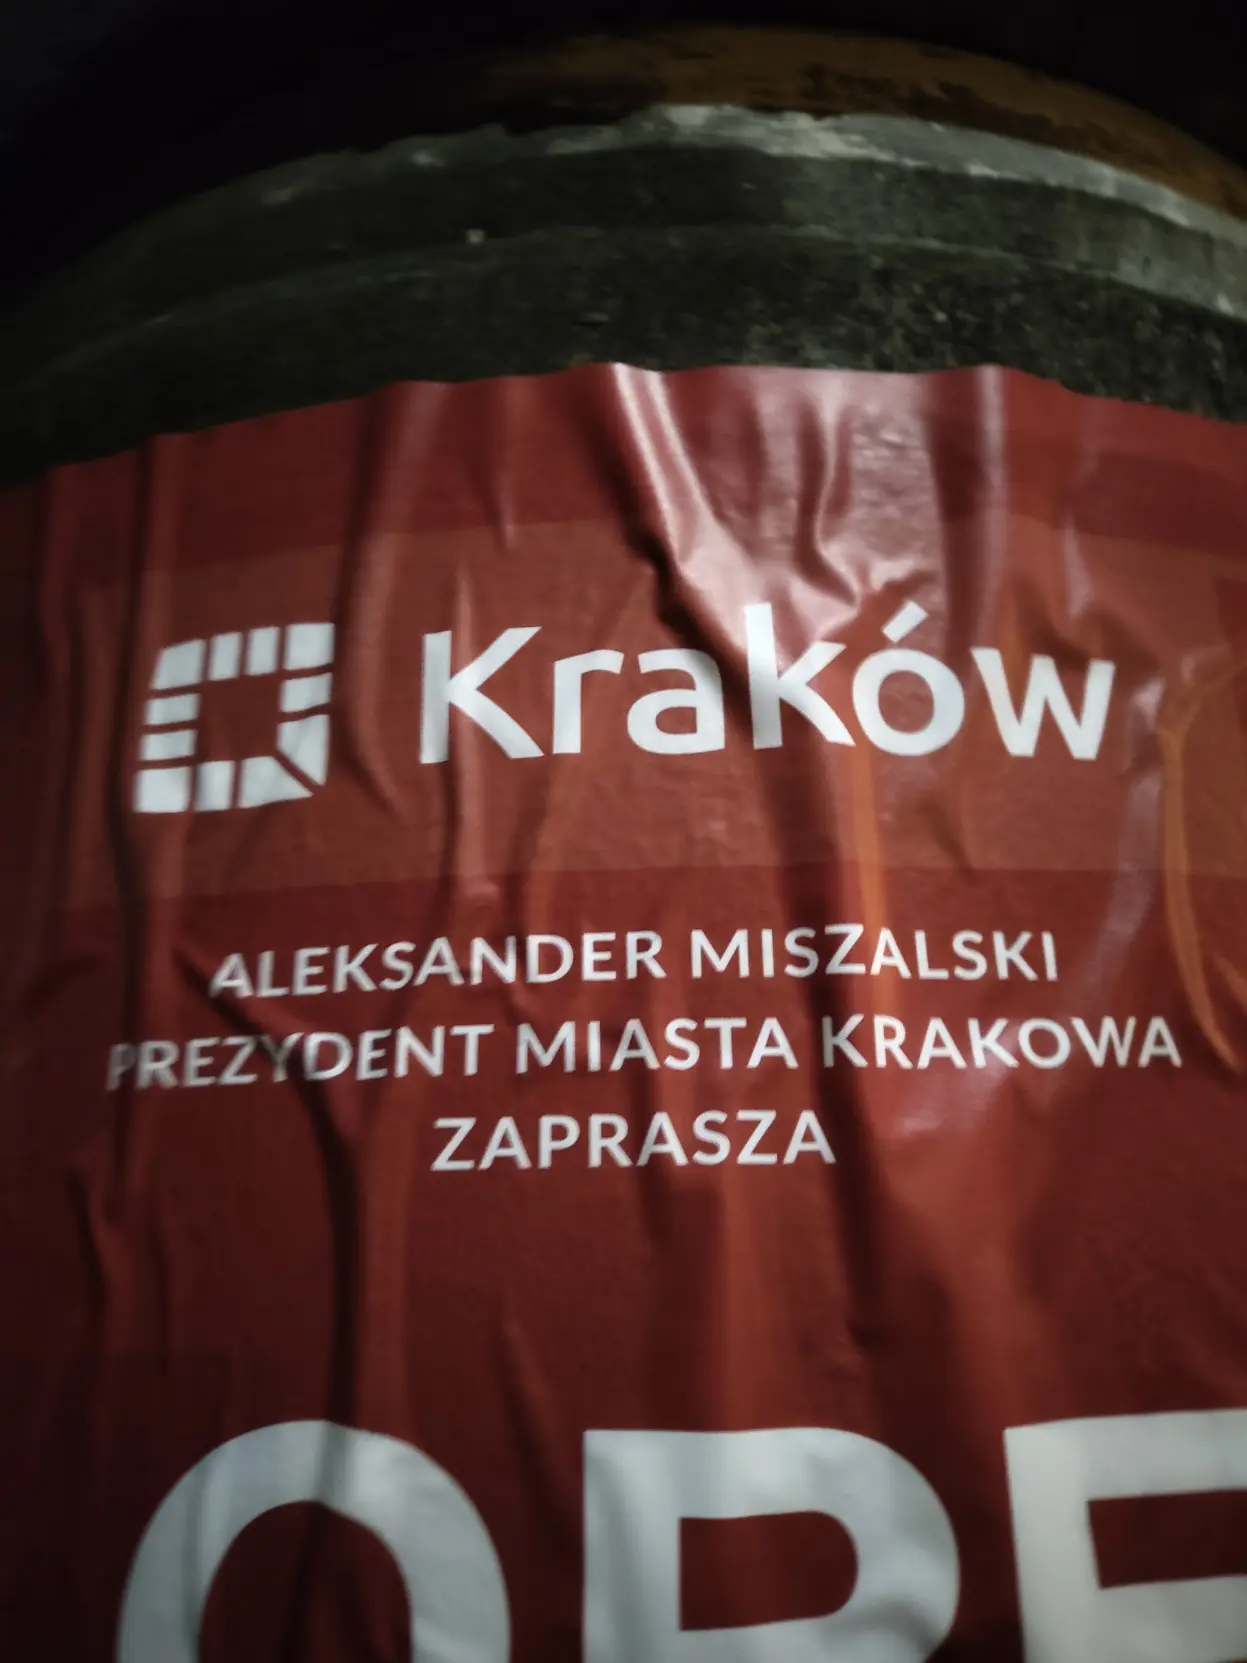 Kraków
ALEKSANDER MISZALSKI
PREZYDENT MIASTA KRAKOWA
ZAPRASZA